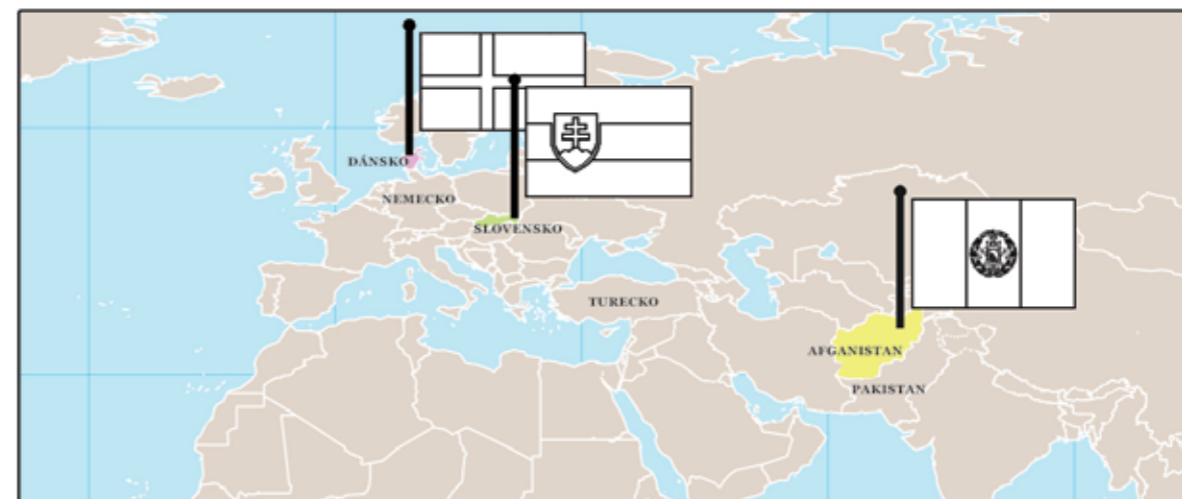 DÁNSKO
NEMECKO
SLOVENSKO
TURECKO
AFGANISTAN
PAKISTAN